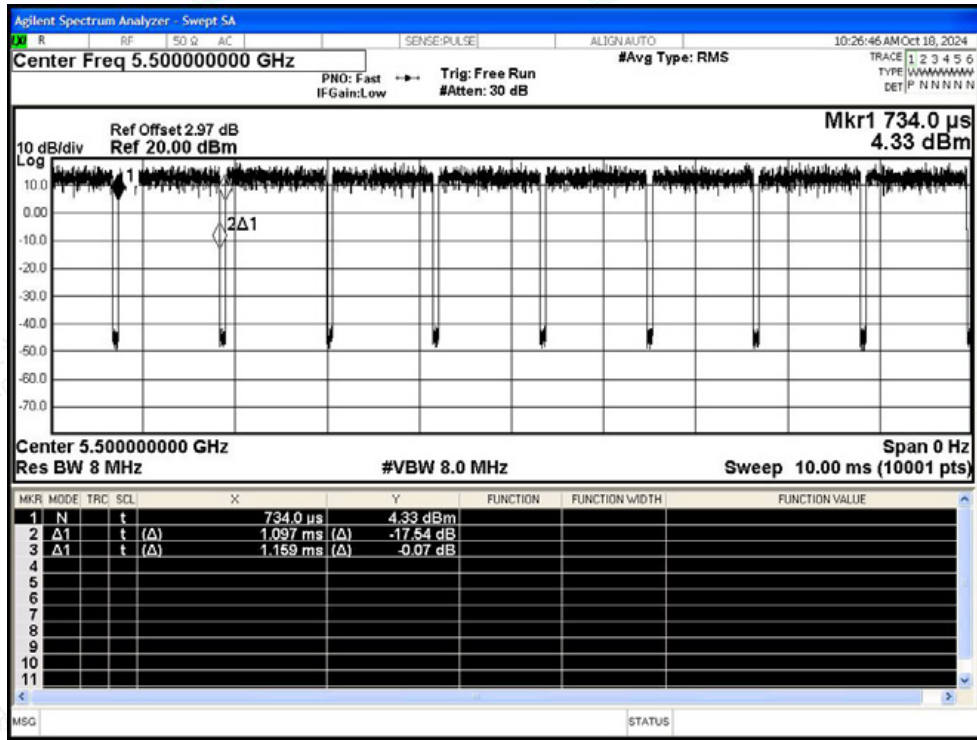 Agilent Spectrum Analyzer - Swept SA
R RF 50 Ω AC SENSE:PULSE ALIGN AUTO 10:26:46 AM Oct 18, 2024
Center Freq 5.500000000 GHz #Avg Type: RMS TRACE 1 2 3 4 5 6
PNO: Fast Trig: Free Run TYPE WWWWWW
IFGain:Low #Atten: 30 dB DET P N N N N N
Mkr1 734.0 µs
Ref Offset 2.97 dB
10 dB/div Ref 20.00 dBm 4.33 dBm
Log
1
10.0
0.00
2Δ1
-10.0
-20.0
-30.0
-40.0
-50.0
-60.0
-70.0
Center 5.500000000 GHz Span 0 Hz
Res BW 8 MHz #VBW 8.0 MHz Sweep 10.00 ms (10001 pts)
MKR MODE TRC SCL X Y FUNCTION FUNCTION WIDTH FUNCTION VALUE
1 N t 734.0 µs 4.33 dBm
2 Δ1 t (Δ) 1.097 ms (Δ) -17.54 dB
3 Δ1 t (Δ) 1.159 ms (Δ) -0.07 dB
4
5
6
7
8
9
10
11
MSG STATUS